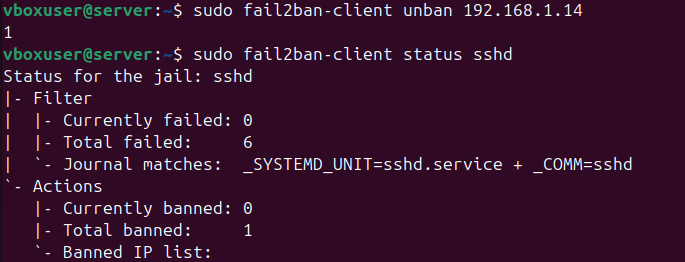 vboxuser@server:~$ sudo fail2ban-client unban 192.168.1.14
1
vboxuser@server:~$ sudo fail2ban-client status sshd
Status for the jail: sshd
|- Filter
|  |- Currently failed: 0
|  |- Total failed:     6
|  `- Journal matches:  _SYSTEMD_UNIT=sshd.service + _COMM=sshd
`- Actions
   |- Currently banned: 0
   |- Total banned:     1
   `- Banned IP list: